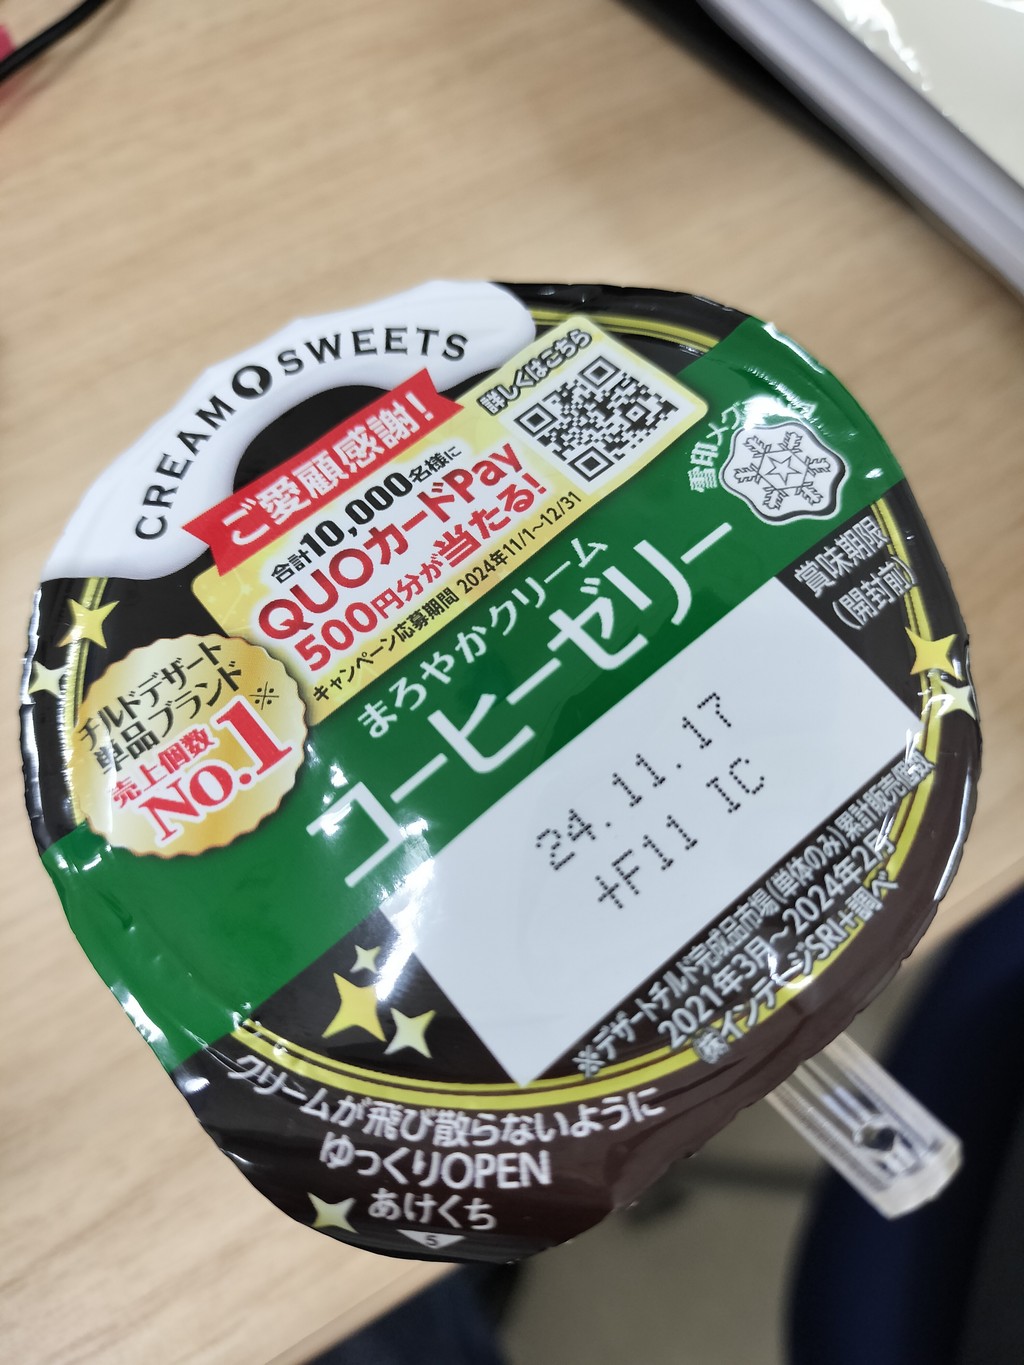 CREAM SWEETS
ご愛顧感謝!
合計10,000名様に
QUOカードPay
500円分が当たる!
キャンペーン応募期間 2024年11/1~12/31
詳しくはこちら
雪印メグ
チルドデザート
単品ブランド※
売上個数
No.1
まろやかクリーム
コーヒーゼリー
賞味期限
(開封前)
24.11.17
+F11 IC
※デザートチルド完成品市場(単体のみ)累計販売個数
2021年3月~2024年2月
㈱インテージSRI+調べ
クリームが飛び散らないように
ゆっくりOPEN
あけくち
5